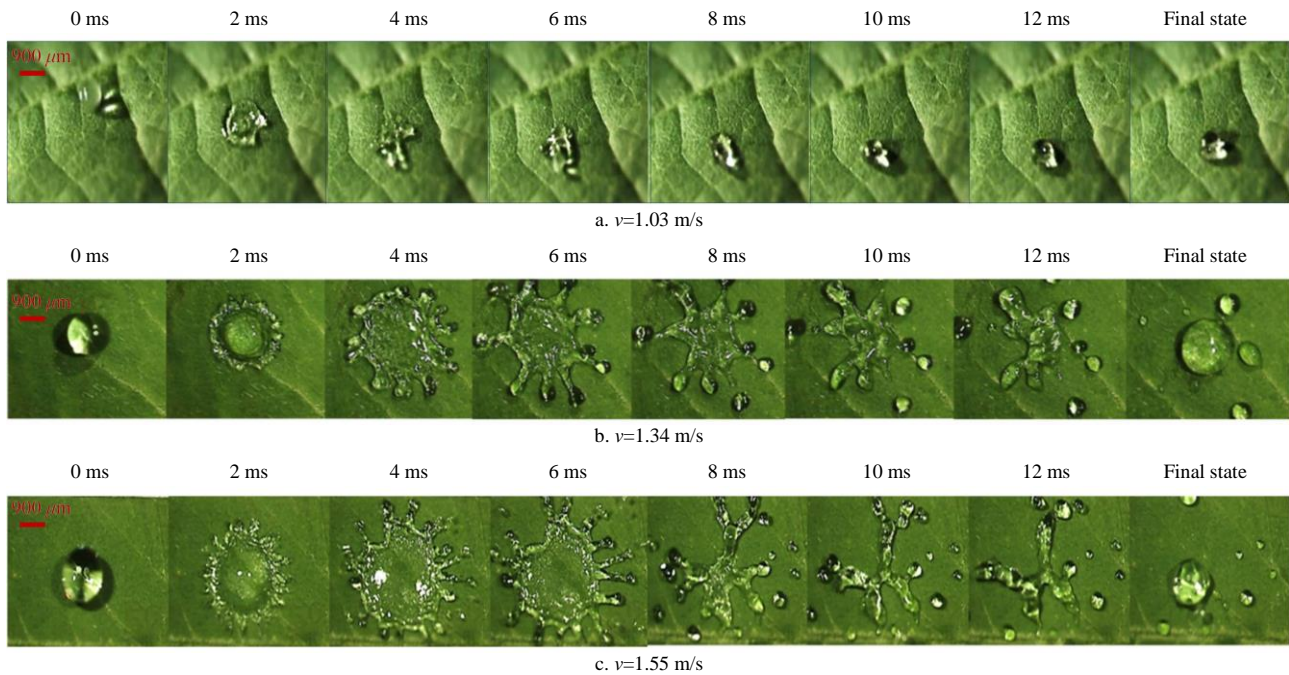 0 ms 2 ms 4 ms 6 ms 8 ms 10 ms 12 ms Final state
900 μm
a. v=1.03 m/s
0 ms 2 ms 4 ms 6 ms 8 ms 10 ms 12 ms Final state
900 μm
b. v=1.34 m/s
0 ms 2 ms 4 ms 6 ms 8 ms 10 ms 12 ms Final state
900 μm
c. v=1.55 m/s